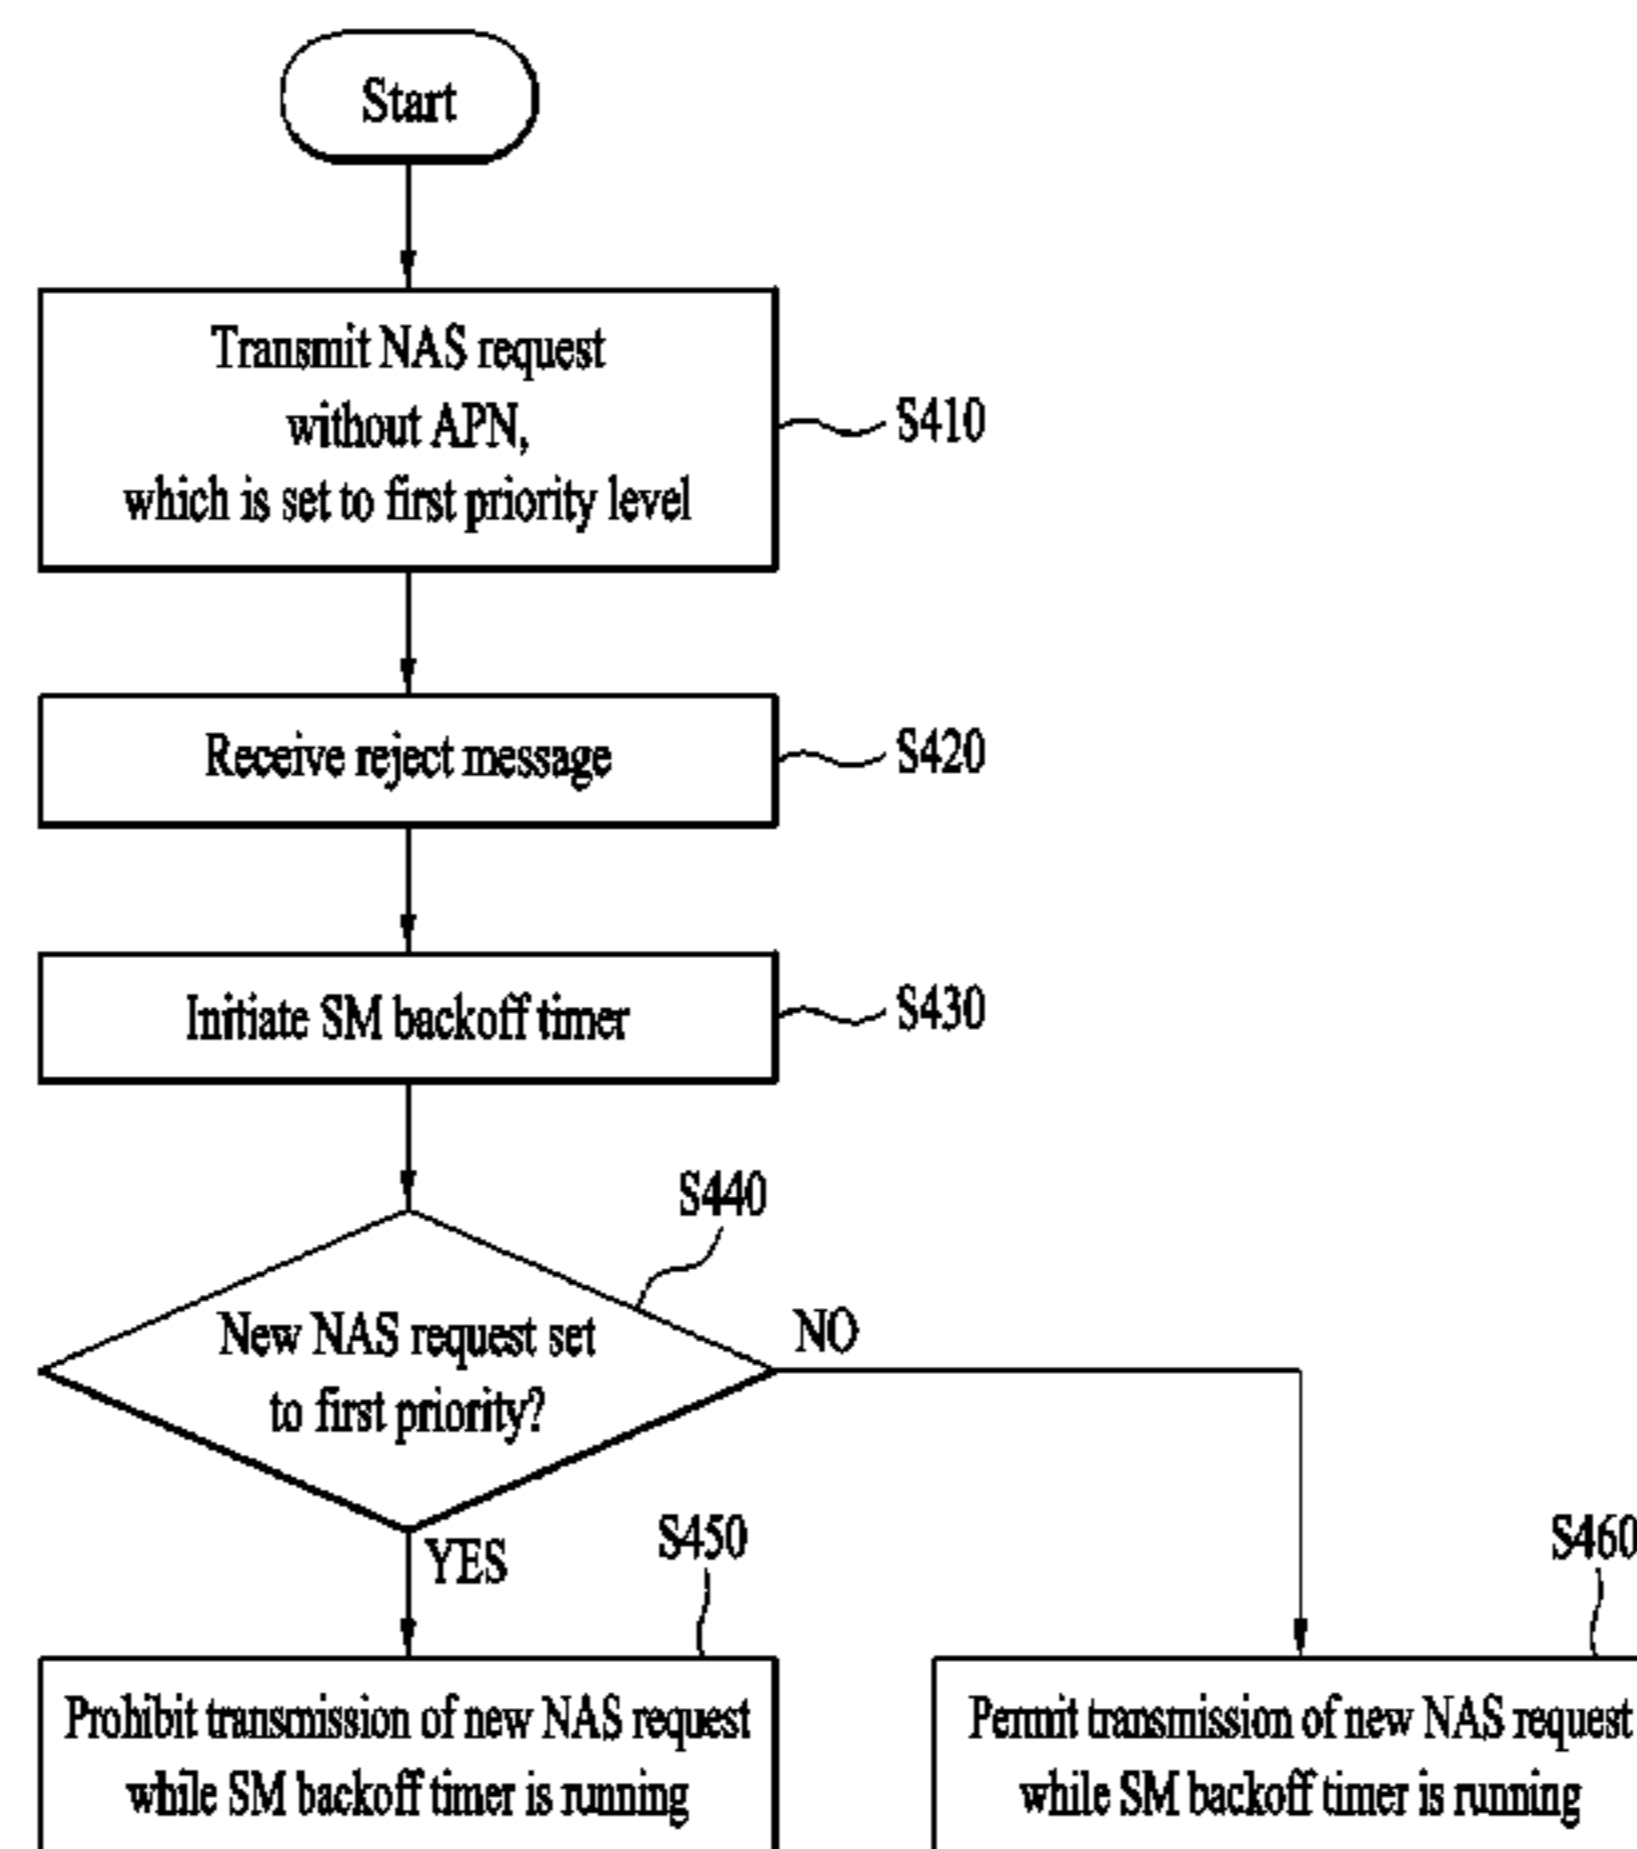 Start
Transmit NAS request
without APN,
which is set to first priority level
S410
Receive reject message
S420
Initiate SM backoff timer
S430
S440
New NAS request set
to first priority?
NO
YES
S450
S460
Prohibit transmission of new NAS request
while SM backoff timer is running
Permit transmission of new NAS request
while SM backoff timer is running